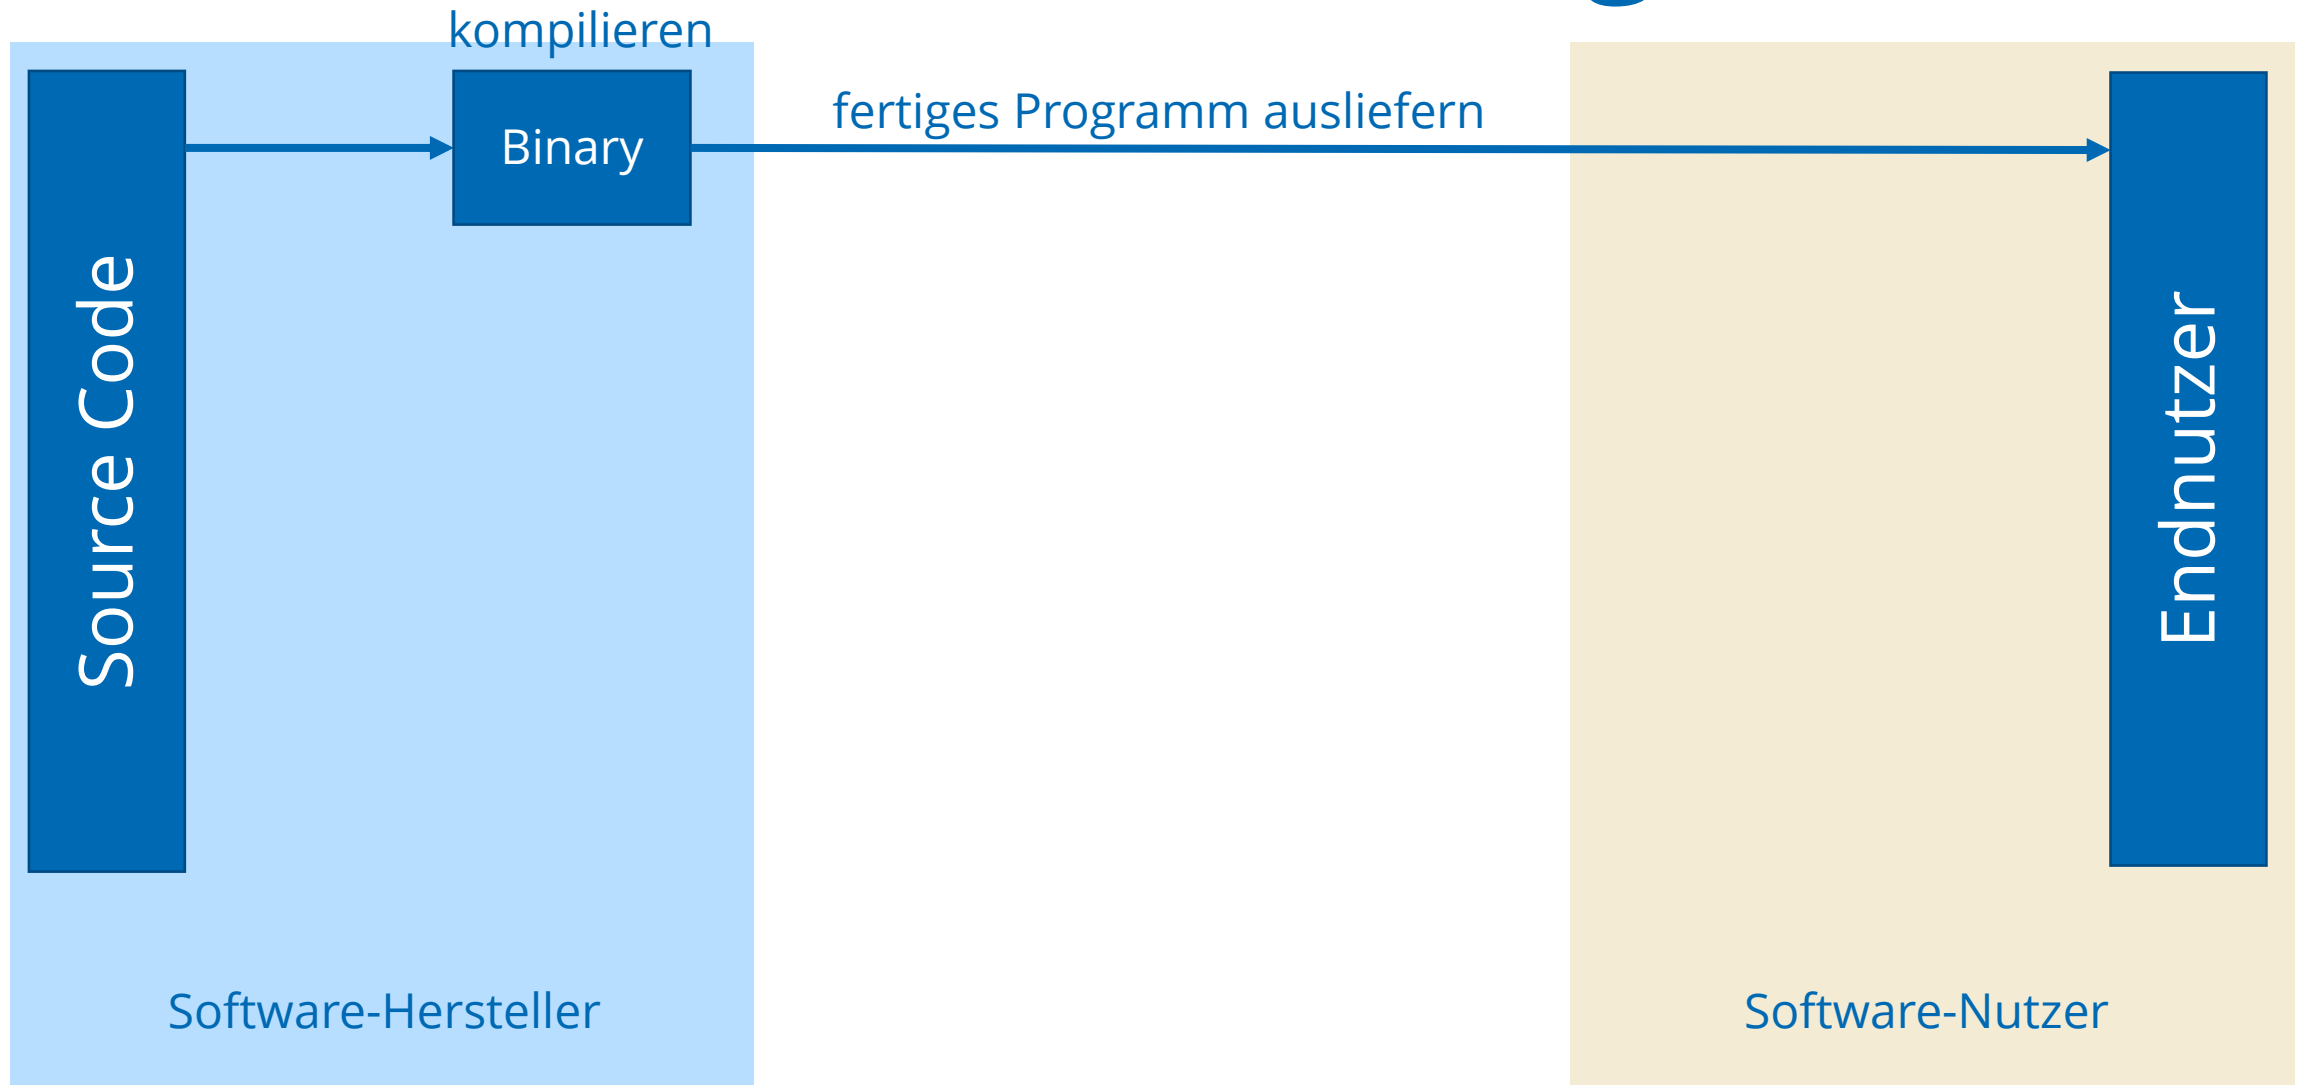 kompilieren
fertiges Programm ausliefern
Binary
Source Code
Endnutzer
Software-Hersteller
Software-Nutzer